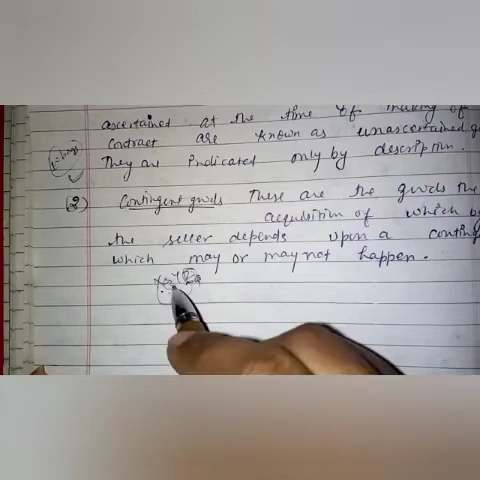 ascertained at the time of making of
contract are known as unascertained g
They are indicated only by description.
(3) Contingent goods These are the goods the
acquisition of which be
the seller depends upon a conting
which may or may not happen.